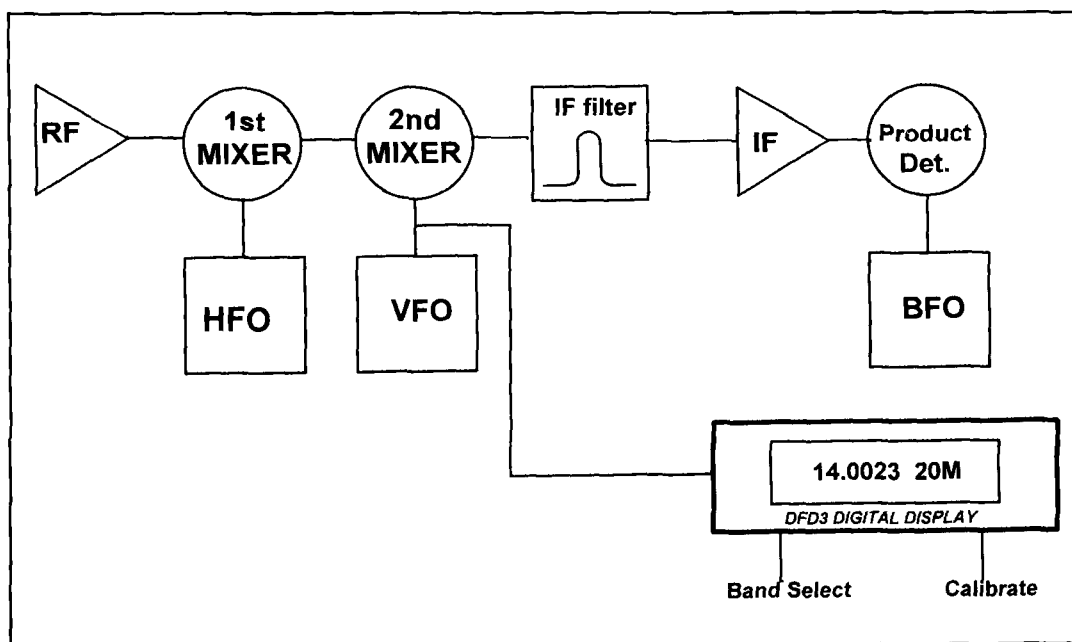 RF
1st
MIXER
2nd
MIXER
IF filter
IF
Product
Det.
HFO
VFO
BFO
14.0023 20M
DFD3 DIGITAL DISPLAY
Band Select
Calibrate